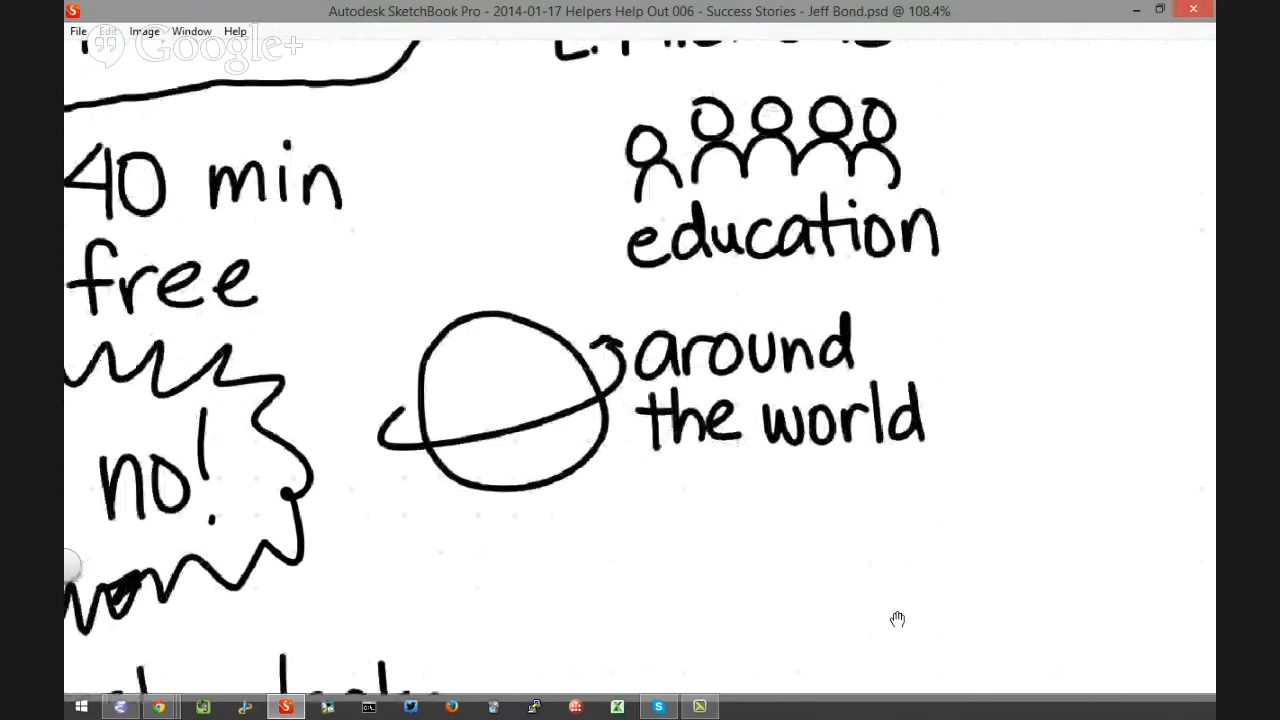 Autodesk SketchBook Pro - 2014-01-17 Helpers Help Out 006 - Success Stories - Jeff Bond.psd @ 108.4%
File Edit Image Window Help
Google+
40 min
free
no!
education
around
the world